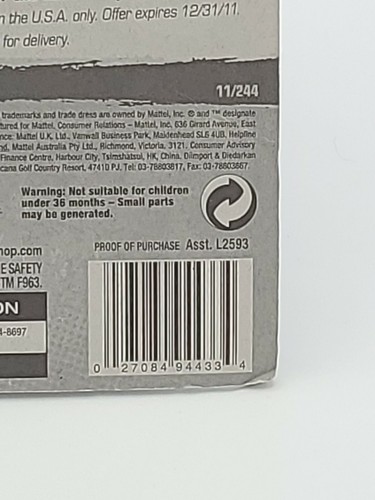 n the U.S.A. only. Offer expires 12/31/11.
for delivery.
11/244
trademarks and trade dress are owned by Mattel, Inc. ® and ™ designate
tured for Mattel, Consumer Relations – Mattel, Inc. 636 Girard Avenue, East
nce: Mattel U.K. Ltd., Vanwall Business Park, Maidenhead SL6 4UB. Helpline
nd, Mattel Australia Pty Ltd., Richmond, Victoria. 3121. Consumer Advisory
Finance Centre, Harbour City, Tsimshatsui, HK, China. Diimport & Diedarkan
cana Golf Country Resort, 47410 PJ. Tel: 03-78803817, Fax: 03-78803867.
Warning: Not suitable for children
under 36 months – Small parts
may be generated.
hop.com
PROOF OF PURCHASE Asst. L2593
E SAFETY
TM F963.
ON
4-8697
0 27084 94433 4